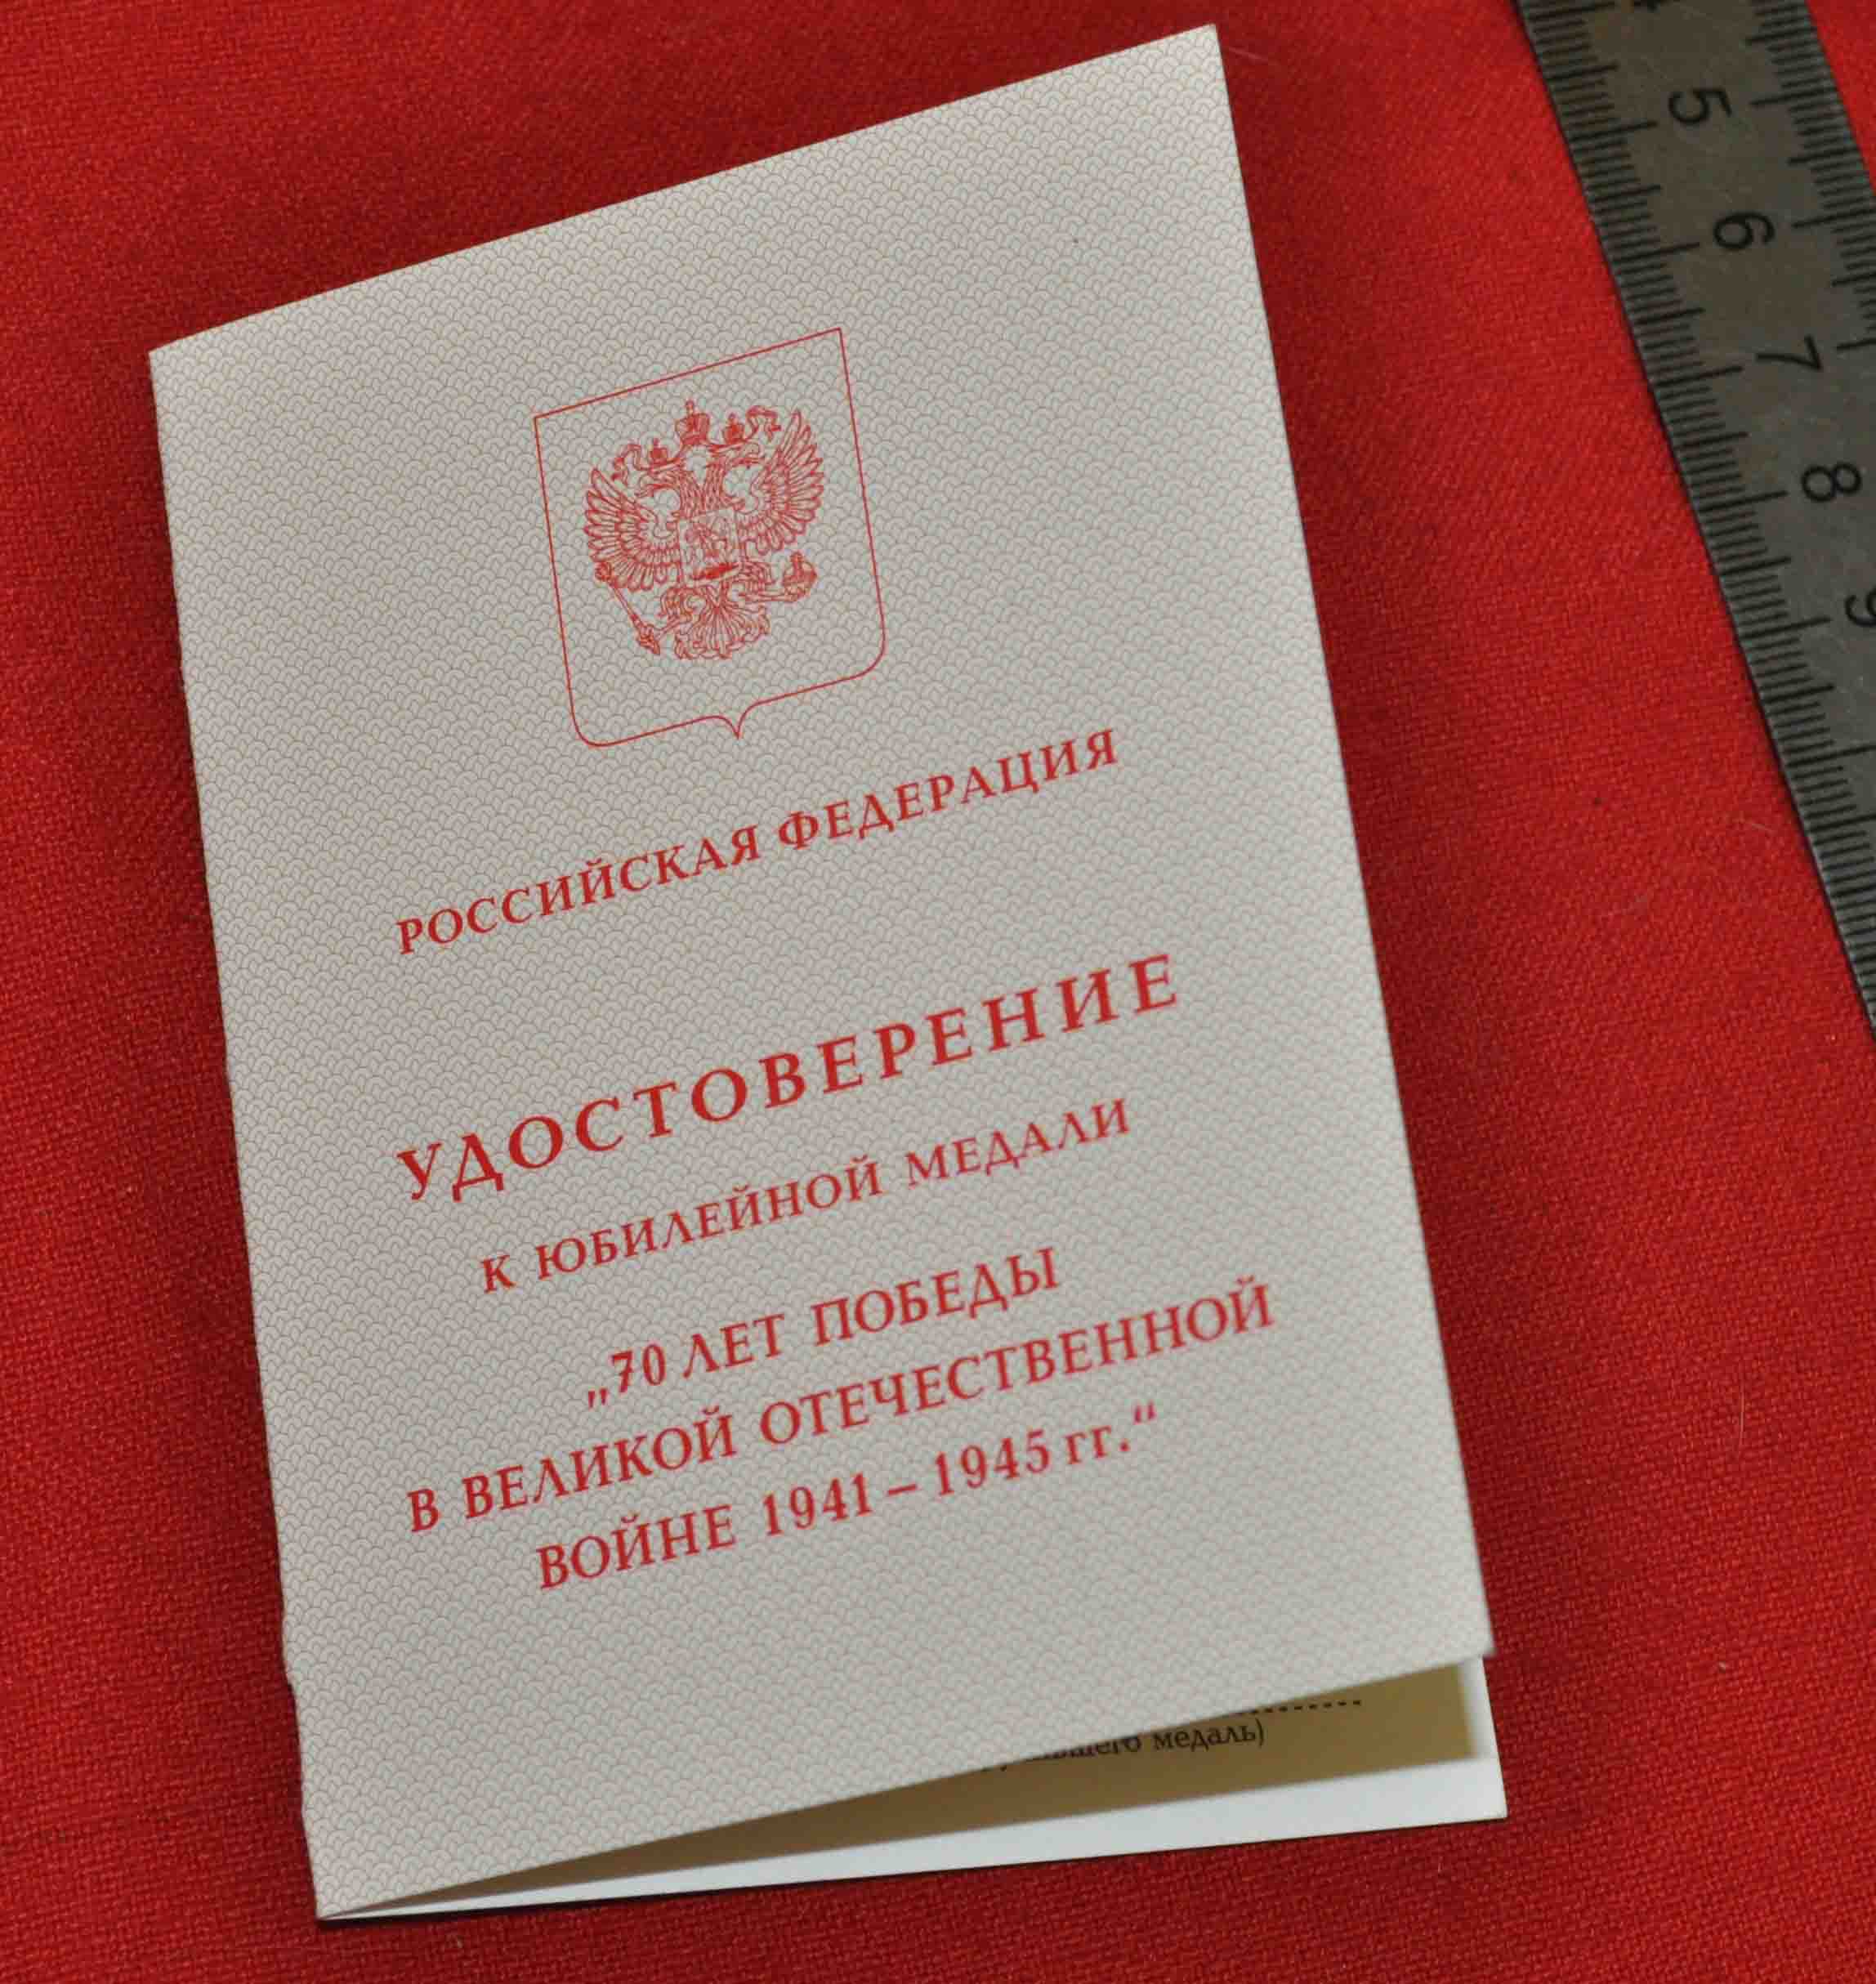 РОССИЙСКАЯ ФЕДЕРАЦИЯ
УДОСТОВЕРЕНИЕ
К ЮБИЛЕЙНОЙ МЕДАЛИ
„70 ЛЕТ ПОБЕДЫ
В ВЕЛИКОЙ ОТЕЧЕСТВЕННОЙ
ВОЙНЕ 1941 – 1945 гг.“
медаль)
5
6
7
8
9